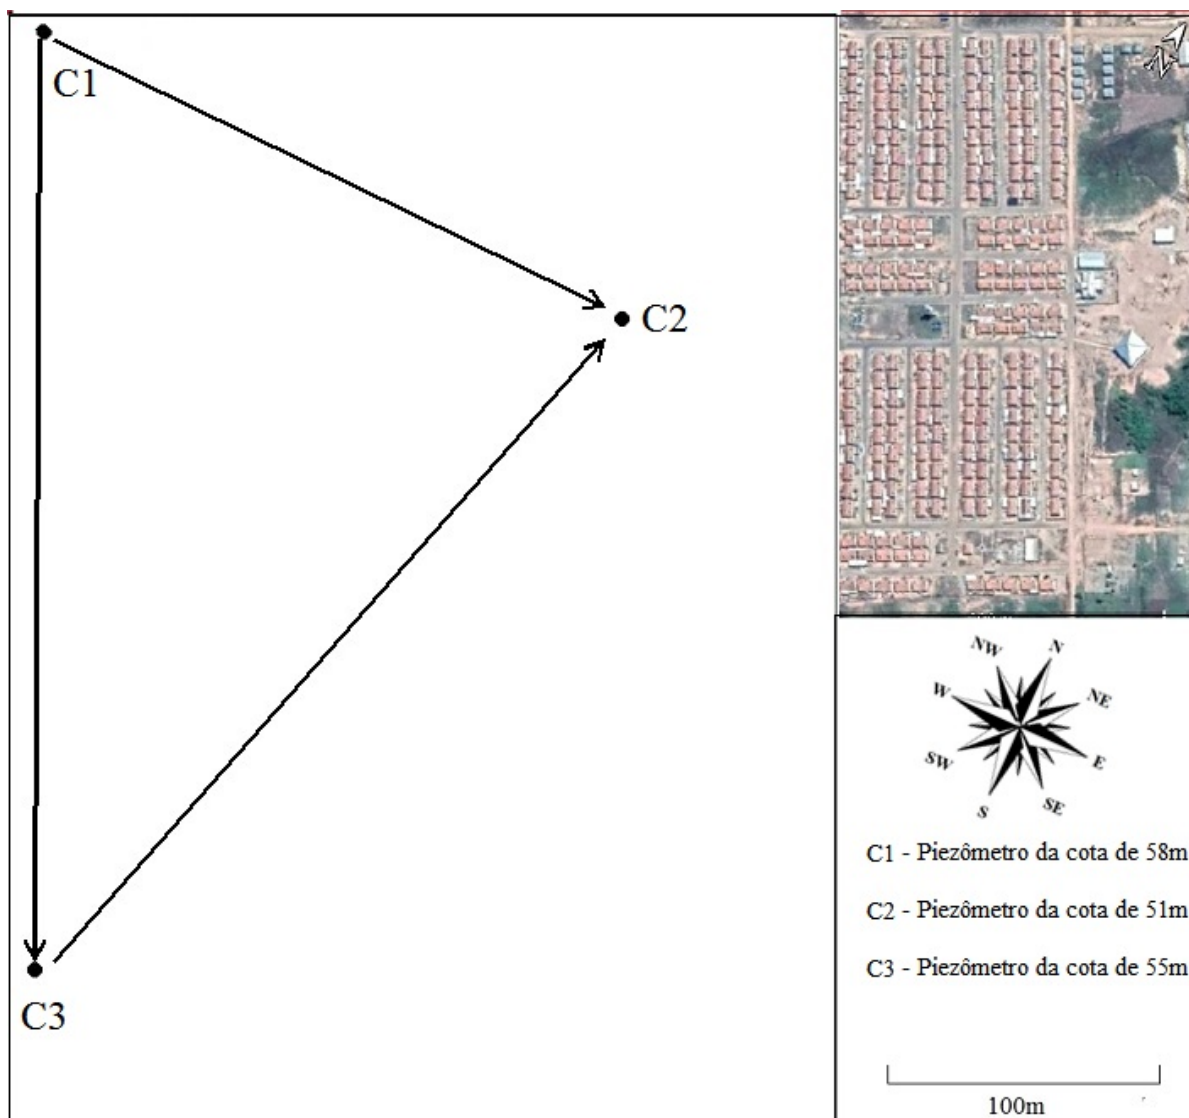 C1
C2
C3
N
NW
N
W
NE
SW
E
S
SE
C1 - Piezômetro da cota de 58m
C2 - Piezômetro da cota de 51m
C3 - Piezômetro da cota de 55m
100m